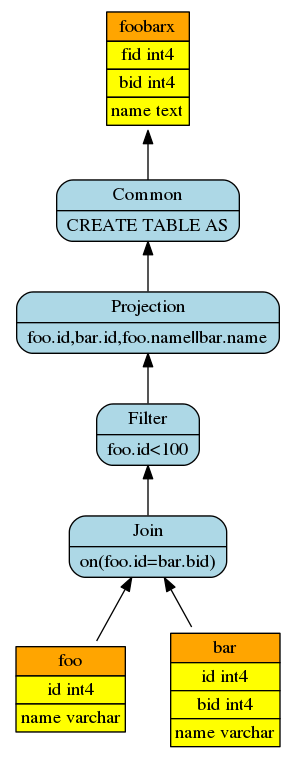 foobarx
fid int4
bid int4
name text
Common
CREATE TABLE AS
Projection
foo.id,bar.id,foo.name||bar.name
Filter
foo.id<100
Join
on(foo.id=bar.bid)
foo
id int4
name varchar
bar
id int4
bid int4
name varchar